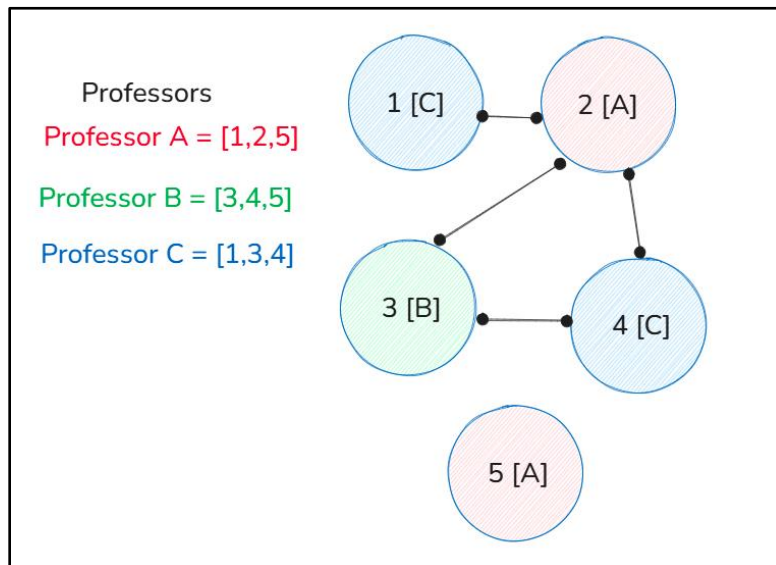 Professors
Professor A = [1,2,5]
Professor B = [3,4,5]
Professor C = [1,3,4]
1 [C]
2 [A]
3 [B]
4 [C]
5 [A]